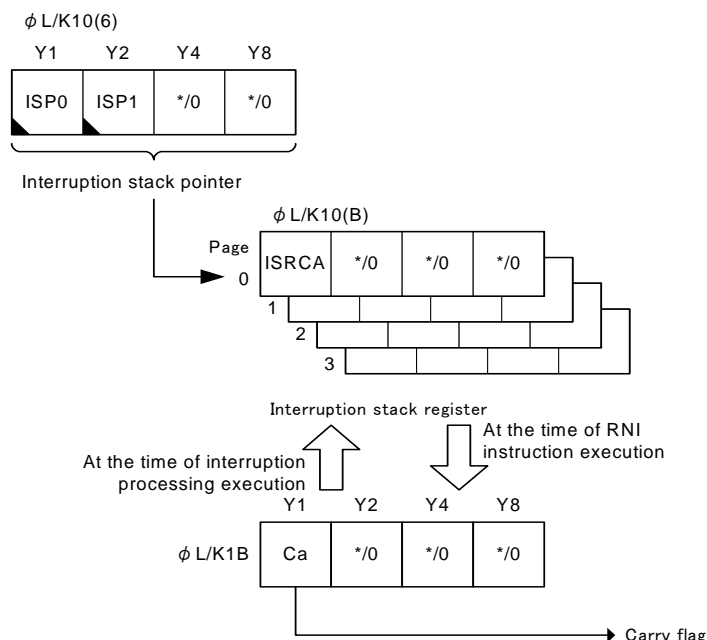 φL/K10(6)
Y1 Y2 Y4 Y8
ISP0 ISP1 */0 */0
Interruption stack pointer
φL/K10(B)
Page
0 ISRCA */0 */0 */0
1
2
3
Interruption stack register
At the time of interruption
processing execution
At the time of RNI
instruction execution
Y1 Y2 Y4 Y8
φL/K1B Ca */0 */0 */0
Carry flag